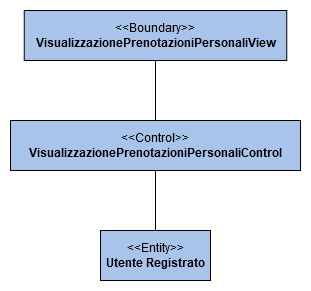 <<Boundary>>
VisualizzazionePrenotazioniPersonaliView
<<Control>>
VisualizzazionePrenotazioniPersonaliControl
<<Entity>>
Utente Registrato